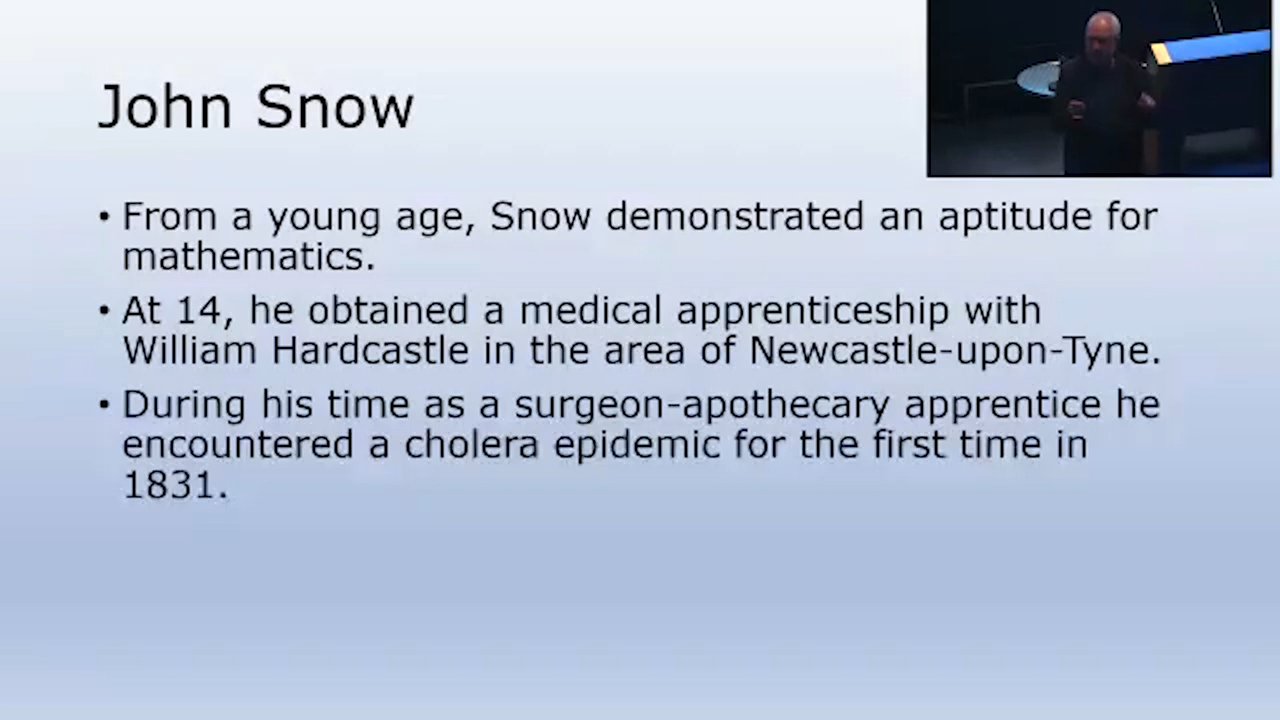 John Snow
• From a young age, Snow demonstrated an aptitude for
mathematics.
• At 14, he obtained a medical apprenticeship with
William Hardcastle in the area of Newcastle-upon-Tyne.
• During his time as a surgeon-apothecary apprentice he
encountered a cholera epidemic for the first time in
1831.